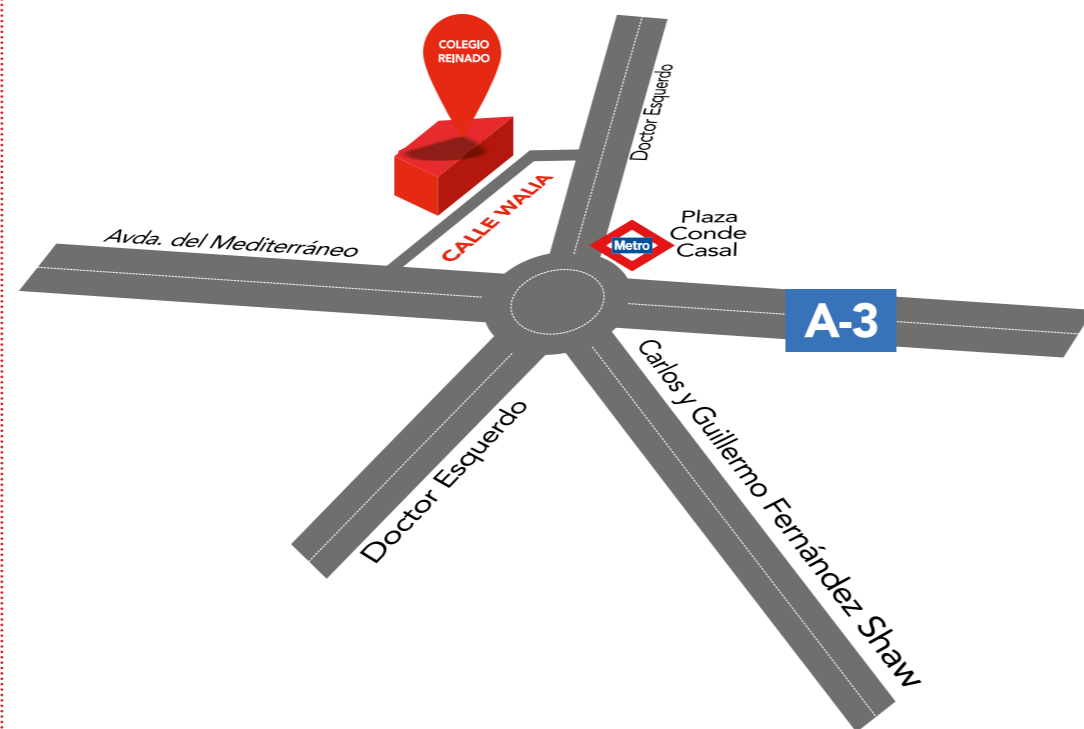 COLEGIO
REINADO
Doctor Esquerdo
CALLE WALIA
Avda. del Mediterráneo
Metro
Plaza
Conde
Casal
A-3
Carlos y Guillermo Fernández Shaw
Doctor Esquerdo